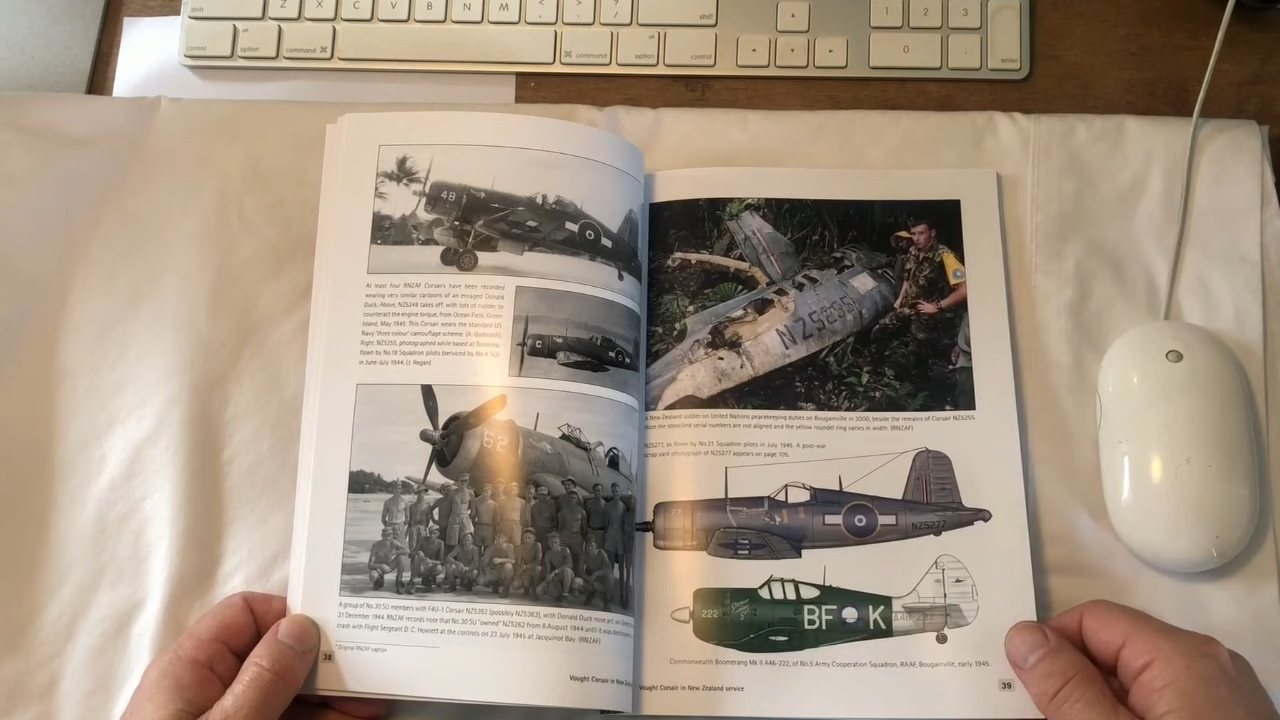 shift
Z
X
C
V
B
N
M
<
,
>
.
?
/
shift
1
2
3
control
alt
option
command ⌘
⌘ command
alt
option
control
0
.
enter
48
At least four RNZAF Corsairs have been recorded
wearing very similar cartoons of an enraged Donald
Duck. Above, NZ5248 takes off, with lots of rudder to
counteract the engine torque, from Ocean Field, Green
Island, May 1945. This Corsair wears the standard US
Navy 'three colour' camouflage scheme. (A.
Right, NZ5255, photographed while based at Torokina,
flown by No.18 Squadron pilots (serviced by No.4 SU)
in June-July 1944. (J. Regan)
C
62
A group of No.30 SU members with F4U-1 Corsair NZ5262 (possibly NZ5362), with Donald Duck nose art, on Green
21 December 1944. RNZAF records note that No.30 SU "owned" NZ5262 from 8 August 1944 until it was destroyed
crash with Flight Sergeant D. C. Howlett at the controls on 23 July 1945 at Jacquinot Bay. (RNZAF)
* Original RNZAF caption
38
Vought Corsair in New
NZ5255
A New Zealand soldier on United Nations peacekeeping duties on Bougainville in 2000, beside the remains of Corsair NZ5255.
Note the stencilled serial numbers are not aligned and the yellow roundel ring varies in width. (RNZAF)
NZ5277, as flown by No.21 Squadron pilots in July 1945. A post-war
scrap yard photograph of NZ5277 appears on page 105.
77
NZ5277
222
BF K
A46-222
Commonwealth Boomerang Mk II A46-222, of No.5 Army Cooperation Squadron, RAAF, Bougainville, early 1945.
Vought Corsair in New Zealand service
39